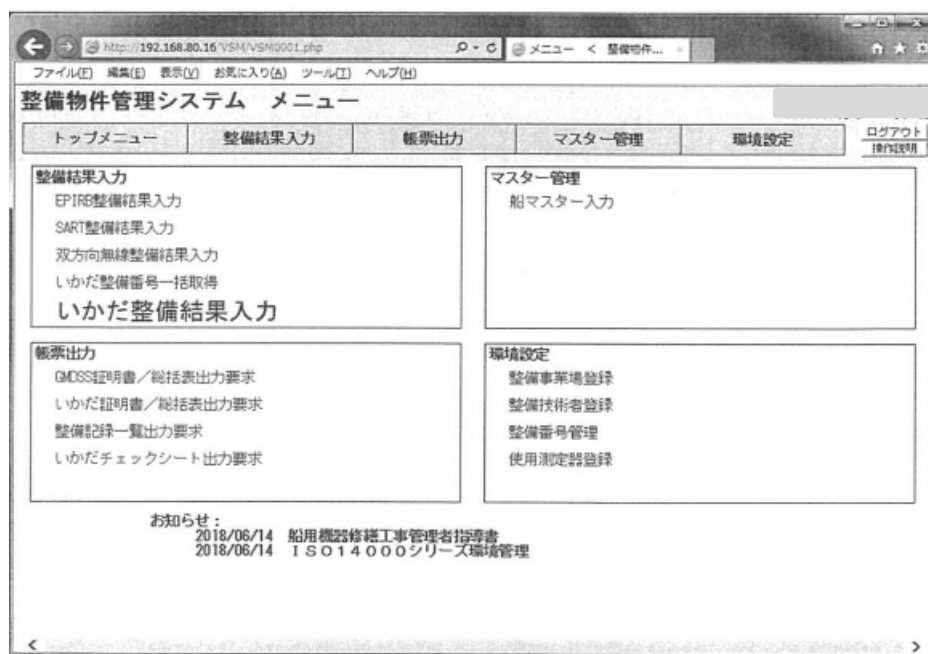 http://192.168.80.16/VSM/VSM0001.php
メニュー < 整備物件...
ファイル(F) 編集(E) 表示(V) お気に入り(A) ツール(T) ヘルプ(H)
整備物件管理システム メニュー
トップメニュー 整備結果入力 帳票出力 マスター管理 環境設定 ログアウト
操作説明
整備結果入力
EPIRB整備結果入力
SART整備結果入力
双方向無線整備結果入力
いかだ整備番号一括取得
いかだ整備結果入力
マスター管理
船マスター入力
帳票出力
GMDSS証明書/総括表出力要求
いかだ証明書/総括表出力要求
整備記録一覧出力要求
いかだチェックシート出力要求
環境設定
整備事業場登録
整備技術者登録
整備番号管理
使用測定器登録
お知らせ:
2018/06/14 船用機器修繕工事管理者指導書
2018/06/14 ISO14000シリーズ環境管理